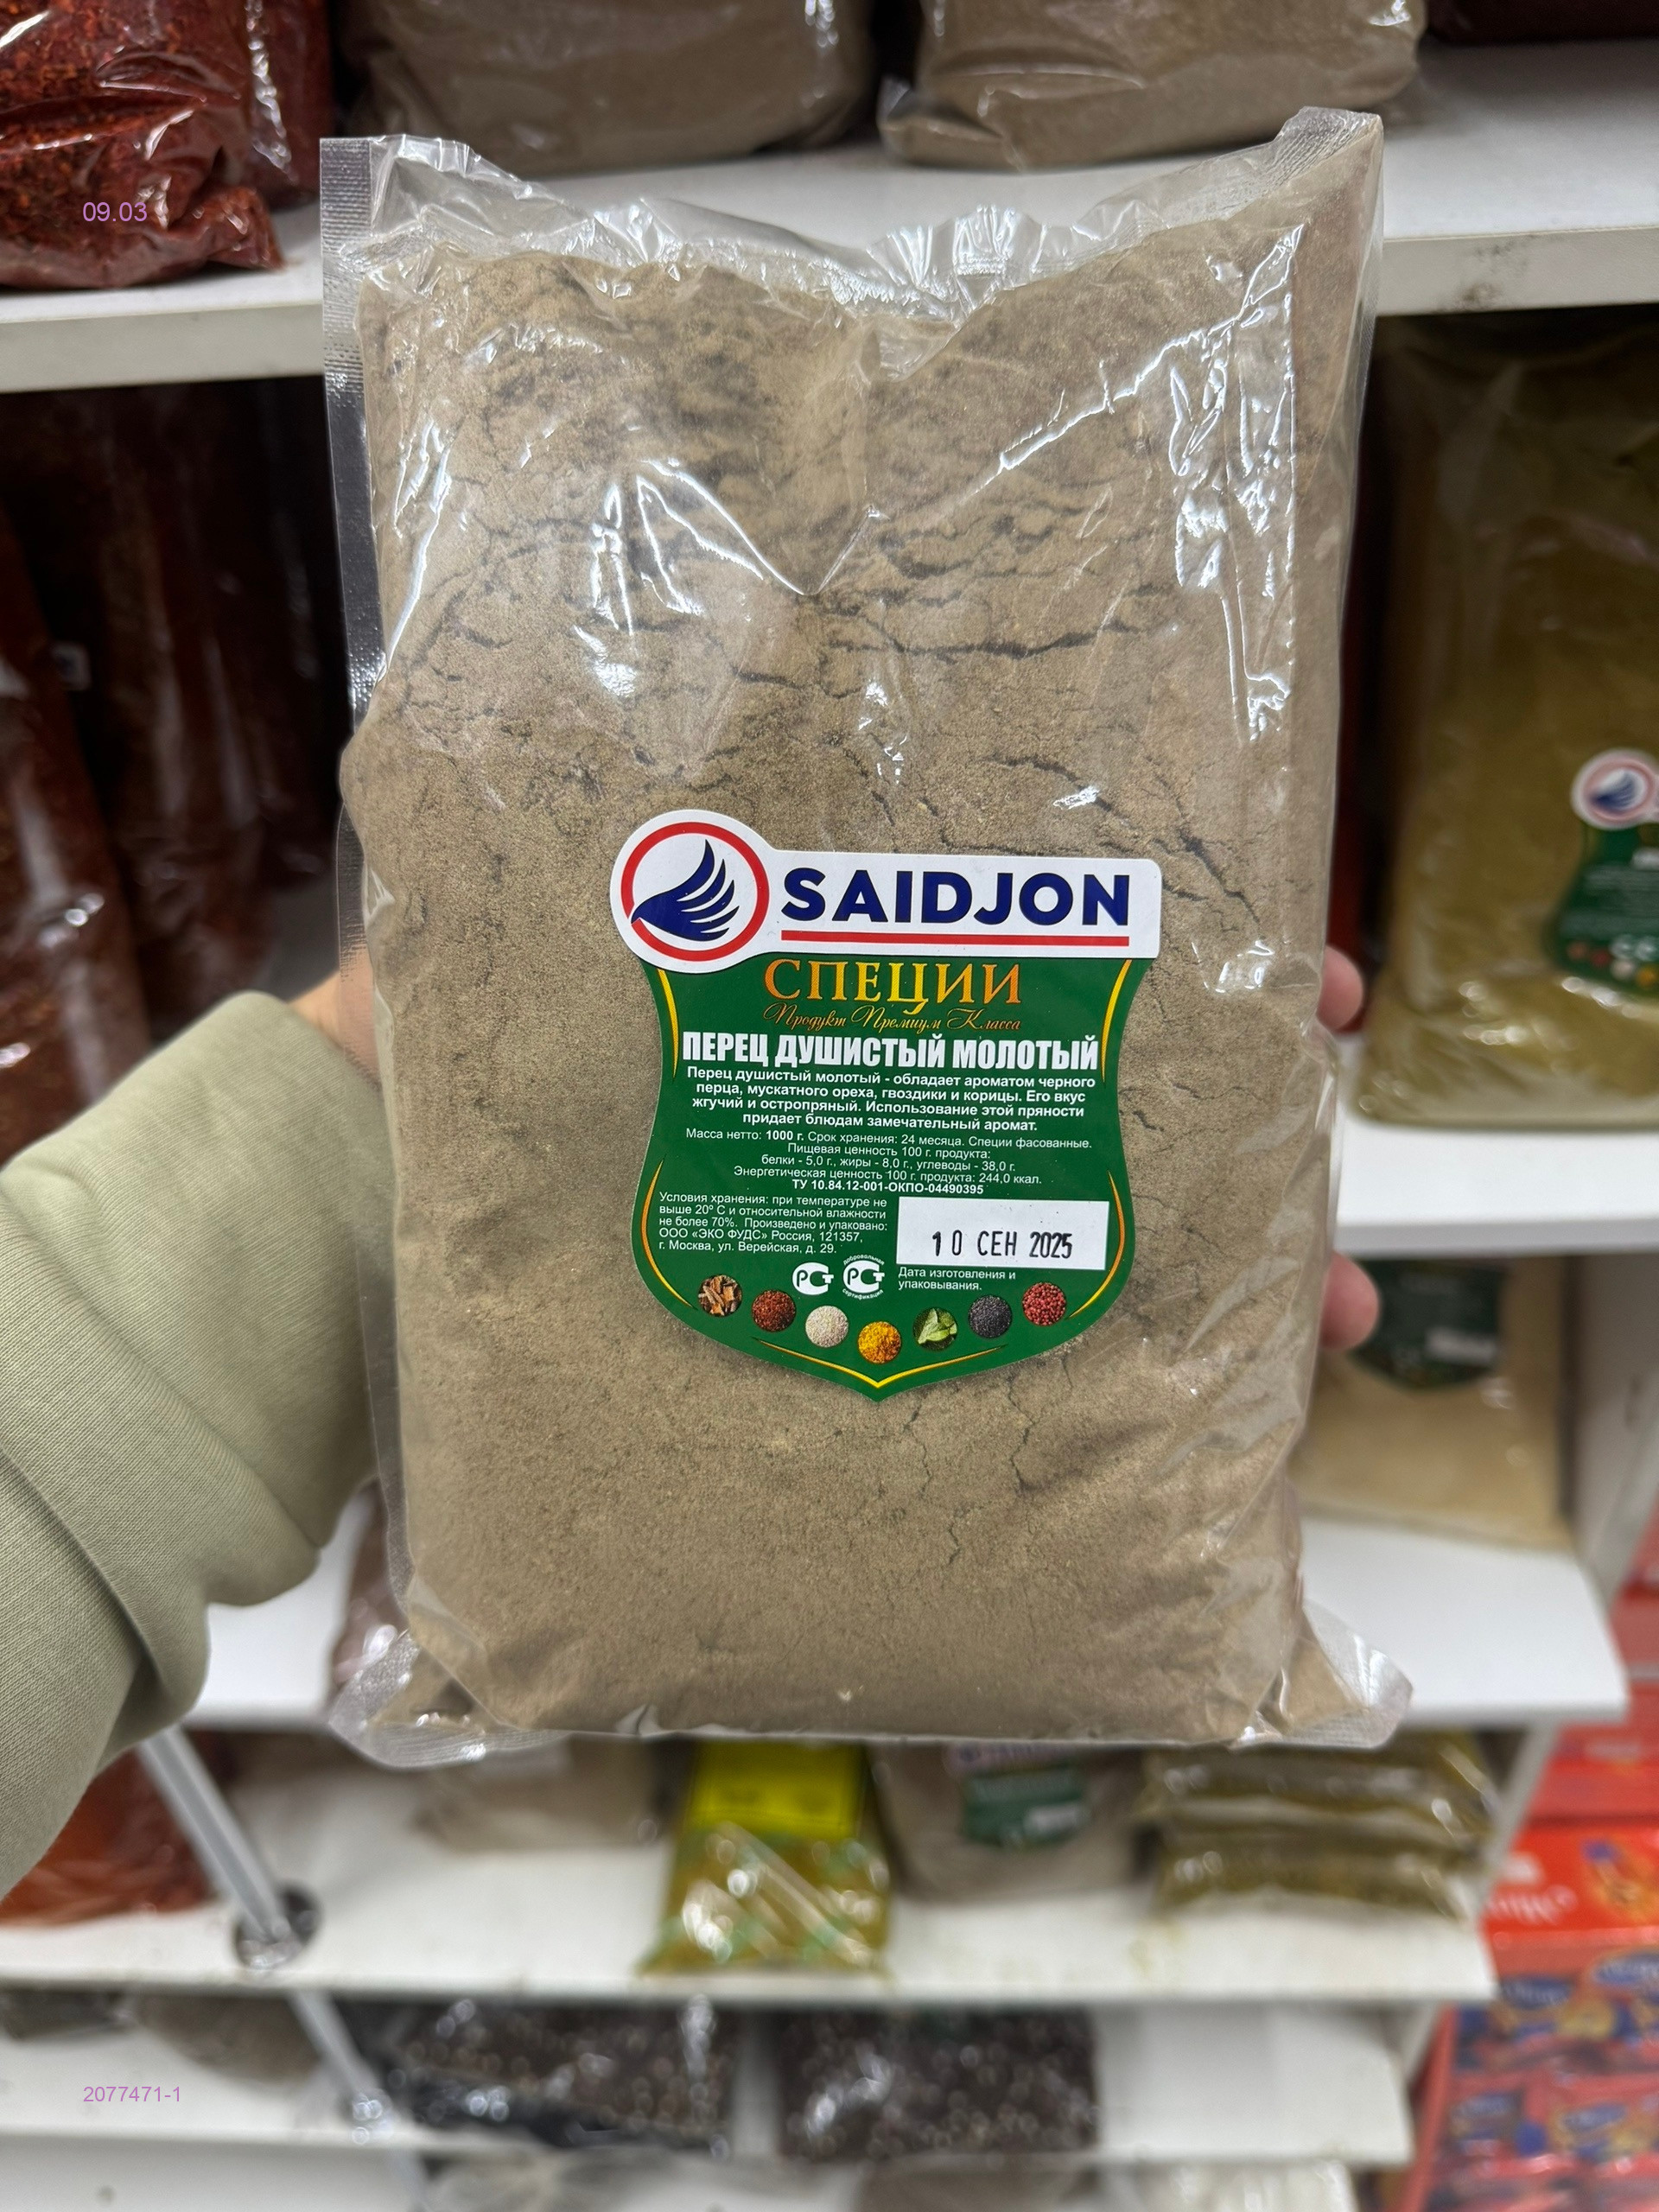 09.03
SAIDJON
СПЕЦИИ
Продукт Премиум Класса
ПЕРЕЦ ДУШИСТЫЙ МОЛОТЫЙ
Перец душистый молотый - обладает ароматом черного
перца, мускатного ореха, гвоздики и корицы. Его вкус
жгучий и остропряный. Использование этой пряности
придает блюдам замечательный аромат.
Масса нетто: 1000 г. Срок хранения: 24 месяца. Специи фасованные.
Пищевая ценность 100 г. продукта:
белки - 5,0 г., жиры - 8,0 г., углеводы - 38,0 г.
Энергетическая ценность 100 г. продукта: 244,0 ккал.
ТУ 10.84.12-001-ОКПО-04490395
Условия хранения: при температуре не
выше 20º С и относительной влажности
не более 70%. Произведено и упаковано:
ООО «ЭКО ФУДС» Россия, 121357,
г. Москва, ул. Верейская, д. 29.
10 СЕН 2025
Дата изготовления и
упаковывания.
РСТ
добровольная
РСТ
сертификация
2077471-1